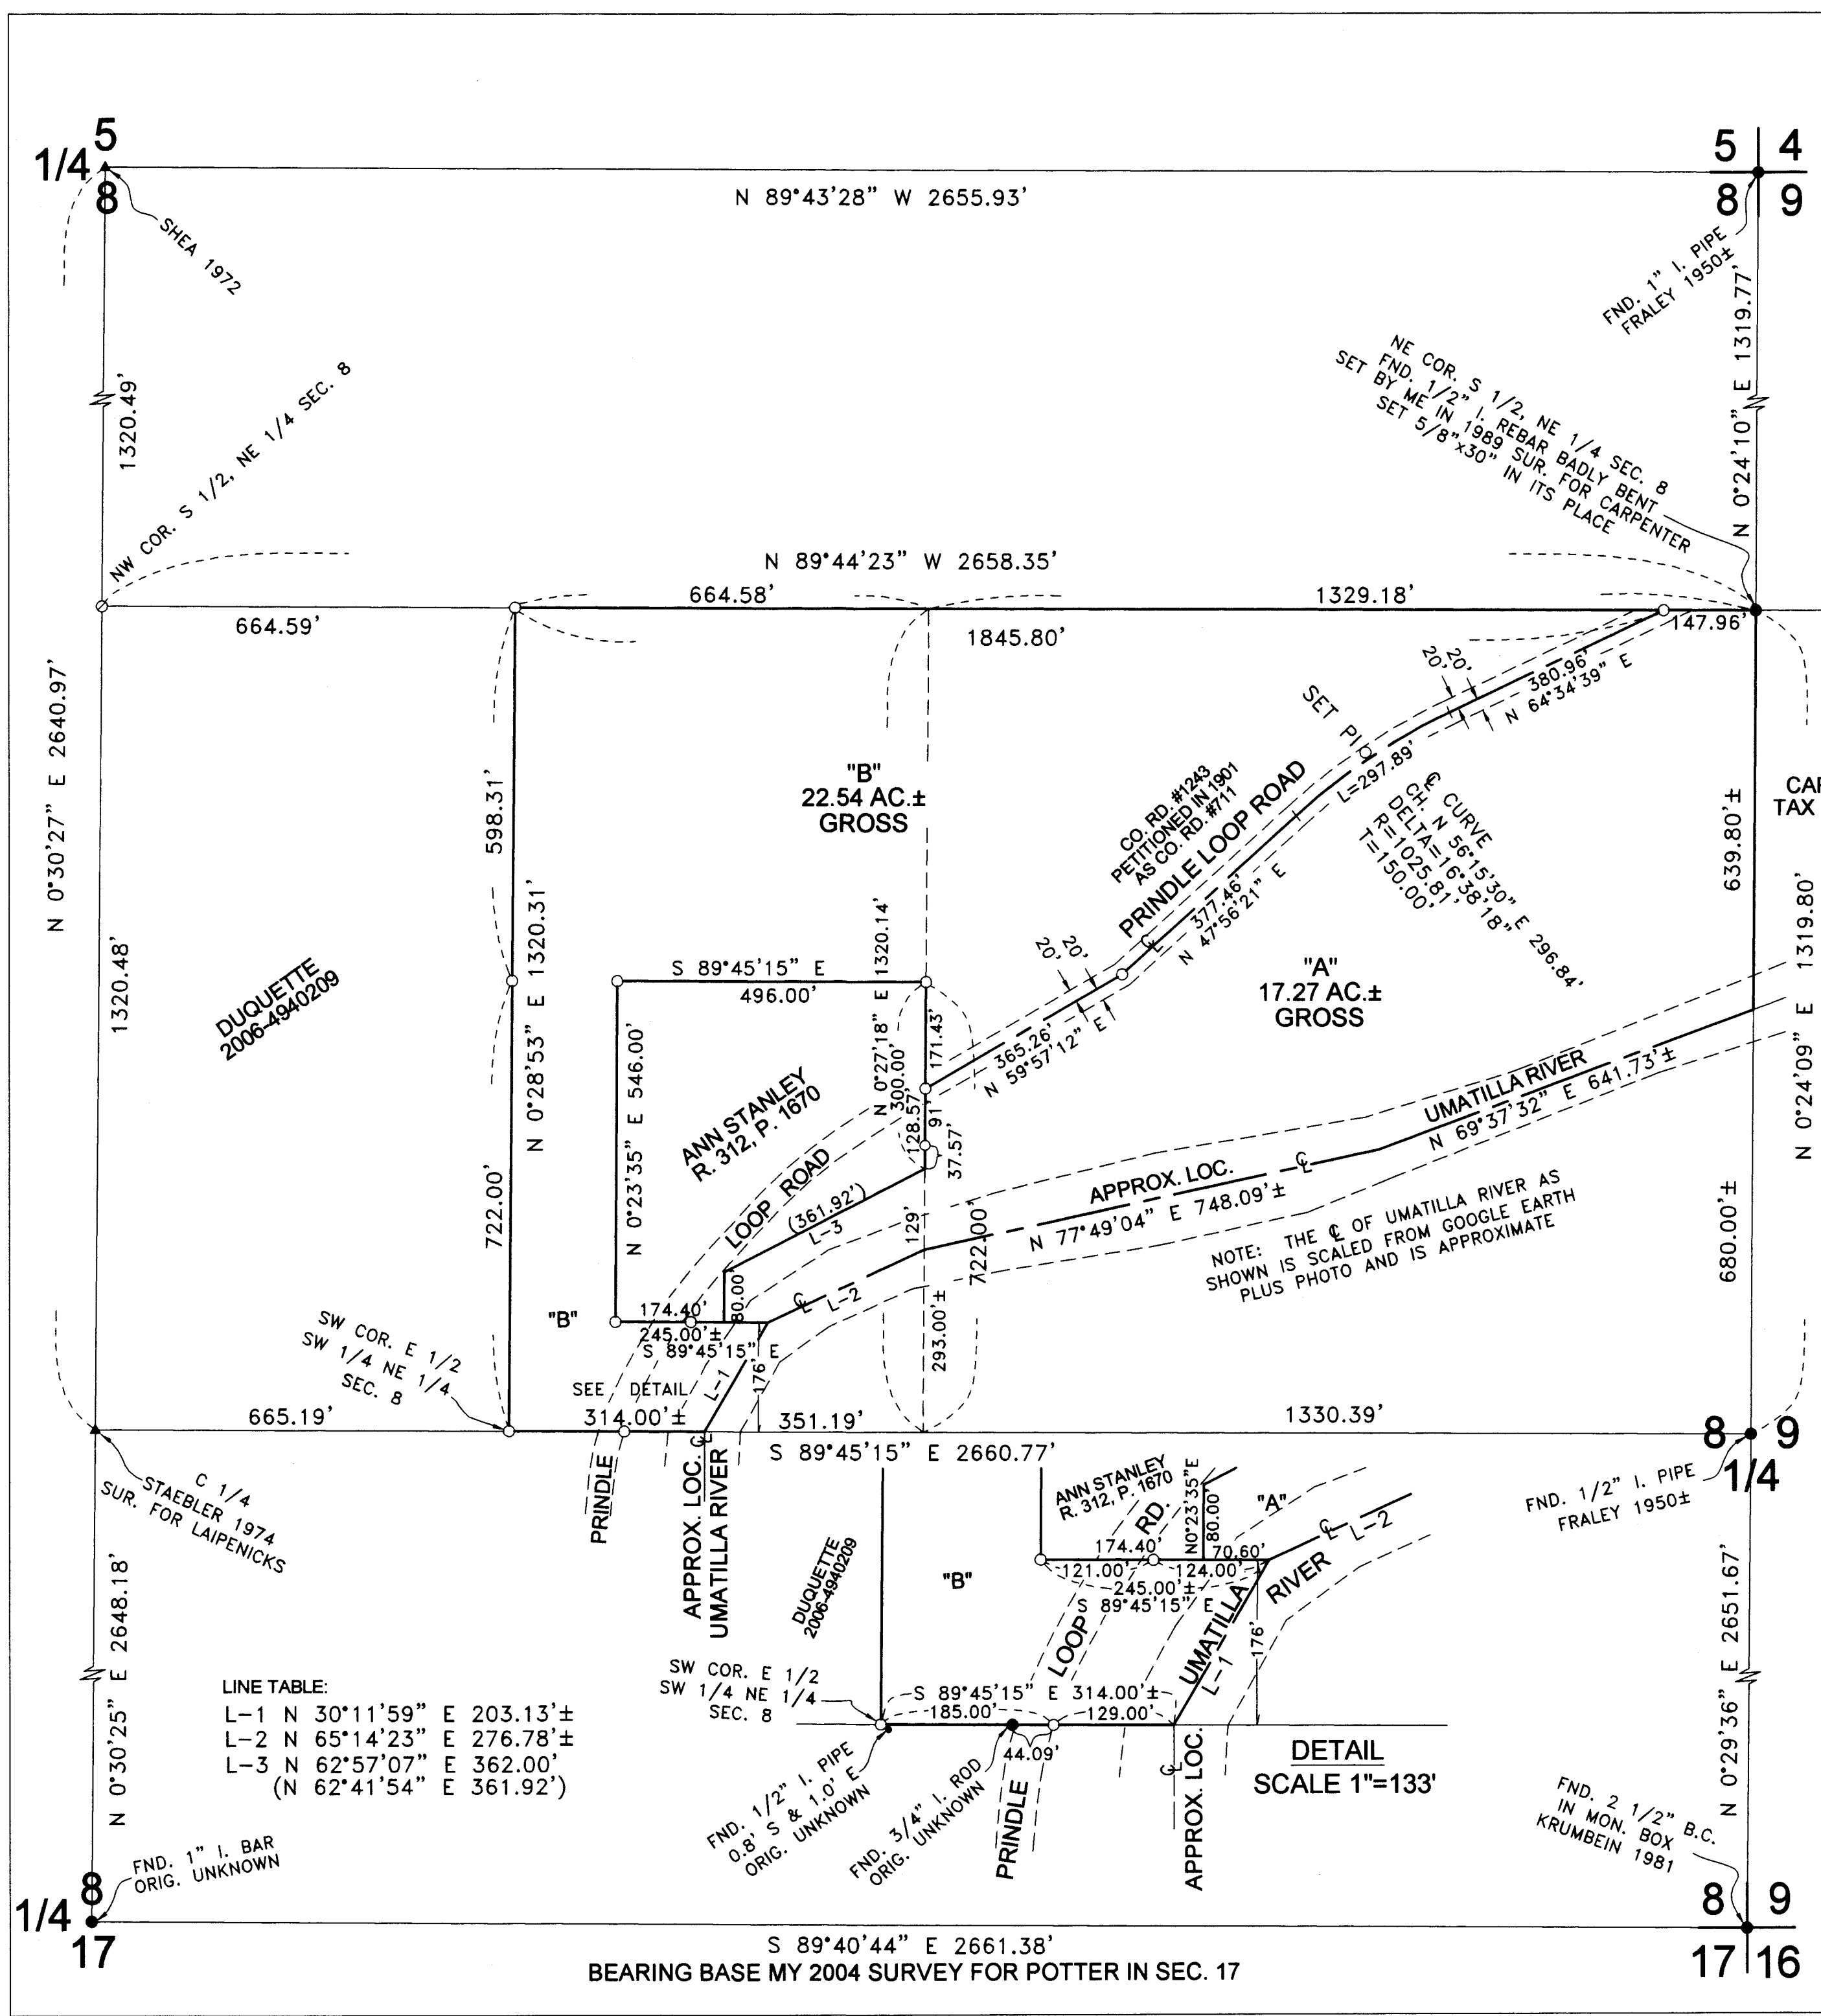 5
1/4
8
5 4
8 9
N 89°43'28" W 2655.93'
SHEA 1972
FND. 1" I. PIPE
FRALEY 1950±
N 0°24'10" E 1319.77'
1320.49'
NW COR. S 1/2, NE 1/4 SEC. 8
NE COR. S 1/2, NE 1/4 SEC. 8
FND. 1/2" I. REBAR BADLY BENT
SET BY ME IN 1989 SUR. FOR CARPENTER
SET 5/8"x30" IN ITS PLACE
N 89°44'23" W 2658.35'
664.58'
1329.18'
664.59'
1845.80'
147.96'
N 0°30'27" E 2640.97'
20'
20'
380.96'
N 64°34'39" E
SET PI
L=297.89'
598.31'
"B"
22.54 AC.±
GROSS
CO. RD. #1243
PETITIONED IN 1901
AS CO. RD. #711
PRINDLE LOOP ROAD
℄ CURVE
CH. N 56°15'30" E 296.84'
DELTA=16°38'18"
R=1025.81'
T=150.00'
639.80'±
CAR
TAX
377.46'
N 47°56'21" E
N 0°24'09" E 1319.80'
1320.48'
DUQUETTE
2006-4940209
N 0°28'53" E 1320.31'
S 89°45'15" E
496.00'
N 0°27'18" E 1320.14'
300.00'
171.43'
20'
20'
℄
365.26'
N 59°57'12" E
"A"
17.27 AC.±
GROSS
N 0°23'35" E 546.00'
ANN STANLEY
R. 312, P. 1670
128.57
91'
37.57'
UMATILLA RIVER
N 69°37'32" E 641.73'±
722.00'
LOOP ROAD
(361.92')
L-3
129'
722.00'
APPROX. LOC.
℄
N 77°49'04" E 748.09'±
NOTE: THE ℄ OF UMATILLA RIVER AS
SHOWN IS SCALED FROM GOOGLE EARTH
PLUS PHOTO AND IS APPROXIMATE
680.00'±
80.00'
℄ L-2
"B"
174.40'
245.00'±
S 89°45'15" E
293.00'±
SW COR. E 1/2
SW 1/4 NE 1/4
SEC. 8
SEE DETAIL
L-1
176'
665.19'
314.00'±
351.19'
1330.39'
S 89°45'15" E 2660.77'
8 9
1/4
C 1/4
STAEBLER 1974
SUR. FOR LAIPENICKS
PRINDLE
℄
APPROX. LOC.
UMATILLA RIVER
FND. 1/2" I. PIPE
FRALEY 1950±
ANN STANLEY
R. 312, P. 1670
RD.
N0°23'35"E
80.00'
"A"
℄
L-2
DUQUETTE
2006-4940209
"B"
174.40'
70.60'
121.00'
124.00'
245.00'±
S 89°45'15" E
RIVER
LOOP
UMATILLA
L-1
176'
N 0°30'25" E 2648.18'
N 0°29'36" E 2651.67'
LINE TABLE:
L-1 N 30°11'59" E 203.13'±
L-2 N 65°14'23" E 276.78'±
L-3 N 62°57'07" E 362.00'
(N 62°41'54" E 361.92')
SW COR. E 1/2
SW 1/4 NE 1/4
SEC. 8
S 89°45'15" E 314.00'±
185.00'
129.00'
44.09'
FND. 1/2" I. PIPE
0.8' S & 1.0' E
ORIG. UNKNOWN
FND. 3/4" I. ROD
ORIG. UNKNOWN
PRINDLE
℄
APPROX. LOC.
DETAIL
SCALE 1"=133'
FND. 2 1/2" B.C.
IN MON. BOX
KRUMBEIN 1981
FND. 1" I. BAR
ORIG. UNKNOWN
8
1/4
17
8 9
17 16
S 89°40'44" E 2661.38'
BEARING BASE MY 2004 SURVEY FOR POTTER IN SEC. 17